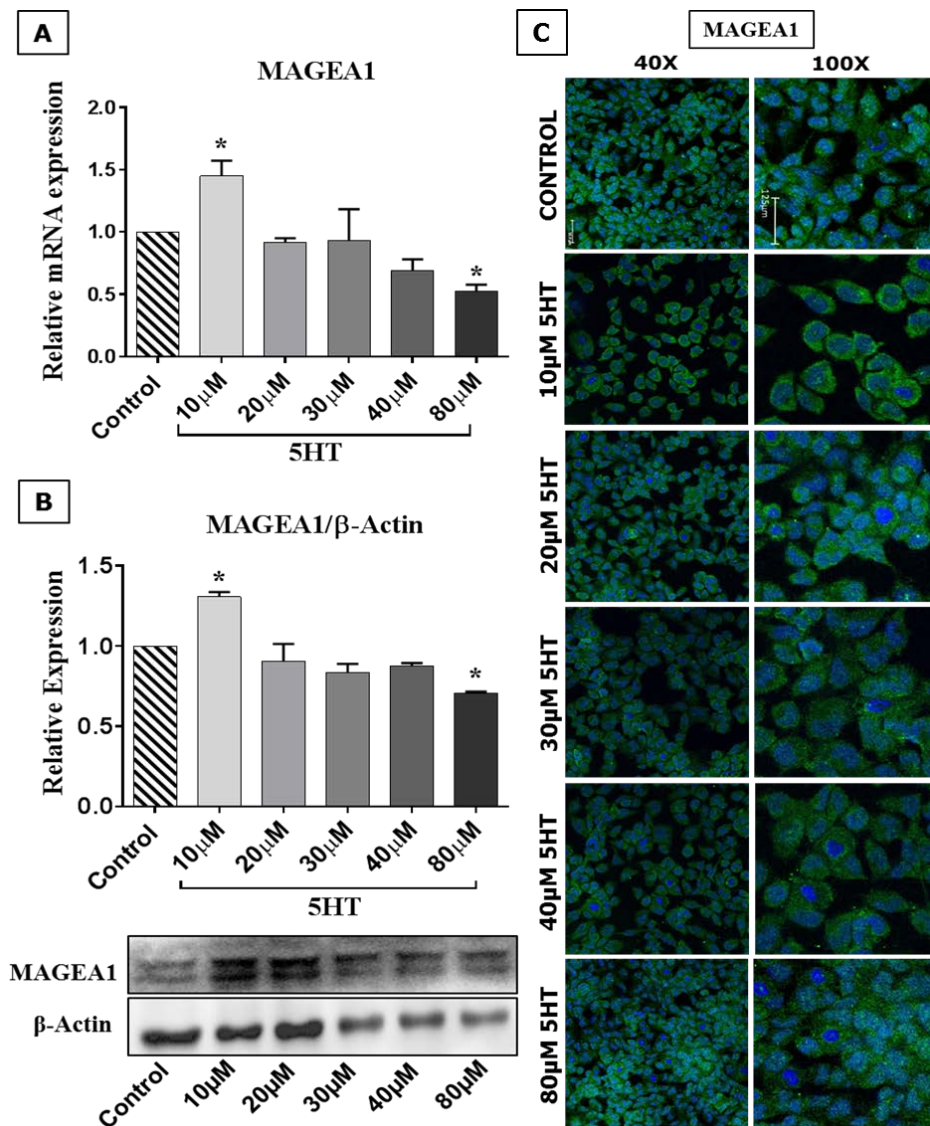 A
MAGEA1
Relative mRNA expression
2.0
1.5
1.0
0.5
0.0
*
*
Control
10µM
20µM
30µM
40µM
80µM
5HT
B
MAGEA1/β-Actin
Relative Expression
1.5
1.0
0.5
0.0
*
*
Control
10µM
20µM
30µM
40µM
80µM
5HT
MAGEA1
β-Actin
Control
10µM
20µM
30µM
40µM
80µM
C
MAGEA1
40X
100X
CONTROL
125µm
10µM 5HT
20µM 5HT
30µM 5HT
40µM 5HT
80µM 5HT